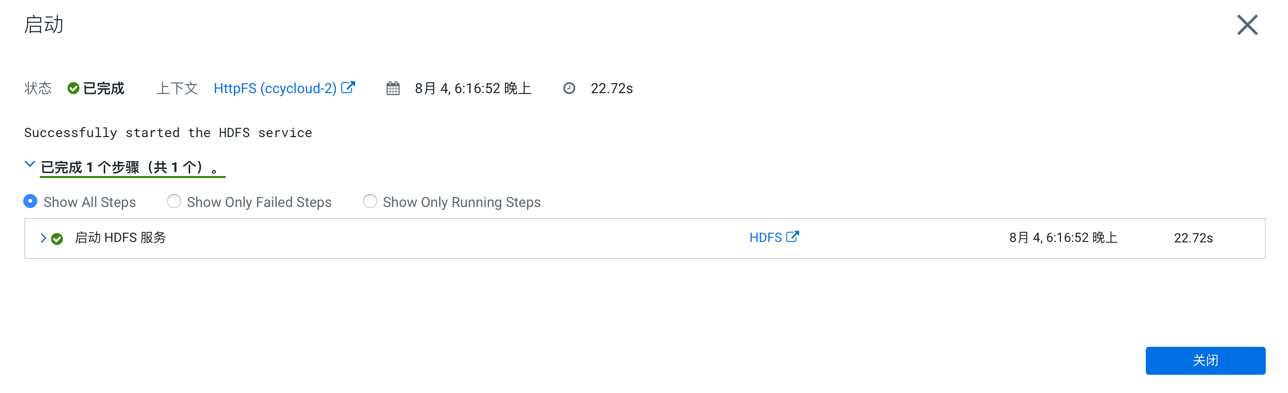 启动
状态 已完成 上下文 HttpFS (ccycloud-2) 8月 4, 6:16:52 晚上 22.72s
Successfully started the HDFS service
已完成 1 个步骤（共 1 个）。
Show All Steps Show Only Failed Steps Show Only Running Steps
启动 HDFS 服务 HDFS 8月 4, 6:16:52 晚上 22.72s
关闭